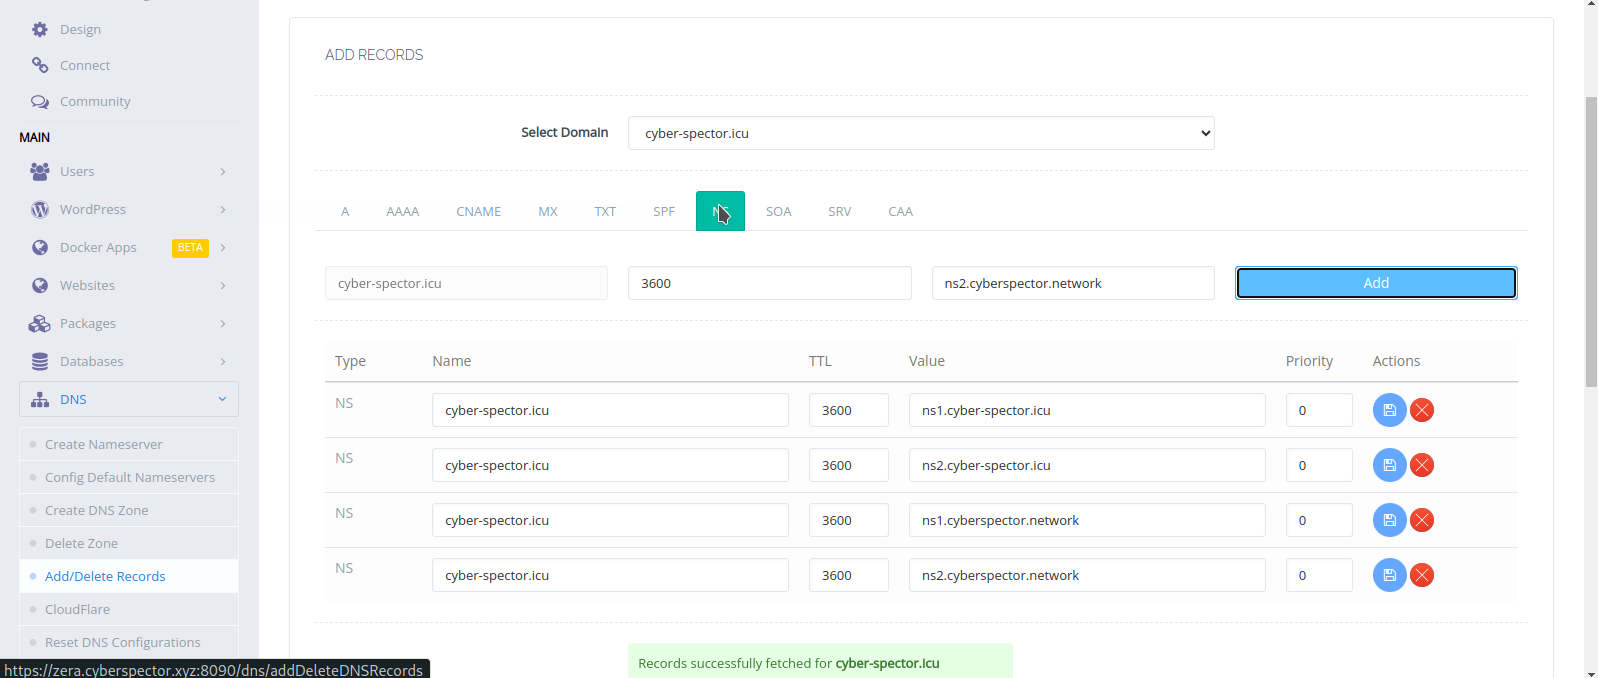 Design
Connect
Community
MAIN
Users
WordPress
Docker Apps BETA
Websites
Packages
Databases
DNS
Create Nameserver
Config Default Nameservers
Create DNS Zone
Delete Zone
Add/Delete Records
CloudFlare
Reset DNS Configurations
https://zera.cyberspector.xyz:8090/dns/addDeleteDNSRecords
ADD RECORDS
Select Domain cyber-spector.icu
A AAAA CNAME MX TXT SPF NS SOA SRV CAA
cyber-spector.icu 3600 ns2.cyberspector.network Add
Type Name TTL Value Priority Actions
NS cyber-spector.icu 3600 ns1.cyber-spector.icu 0
NS cyber-spector.icu 3600 ns2.cyber-spector.icu 0
NS cyber-spector.icu 3600 ns1.cyberspector.network 0
NS cyber-spector.icu 3600 ns2.cyberspector.network 0
Records successfully fetched for cyber-spector.icu